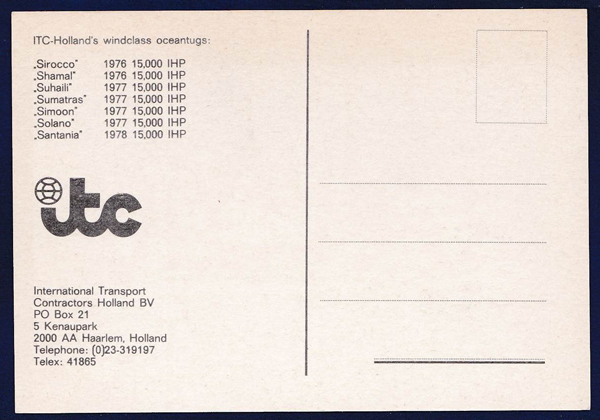 ITC-Holland's windclass oceantugs:
„Sirocco" 1976 15,000 IHP
„Shamal" 1976 15,000 IHP
„Suhaili" 1977 15,000 IHP
„Sumatras" 1977 15,000 IHP
„Simoon" 1977 15,000 IHP
„Solano" 1977 15,000 IHP
„Santania" 1978 15,000 IHP
itc
International Transport
Contractors Holland BV
PO Box 21
5 Kenaupark
2000 AA Haarlem, Holland
Telephone: (0)23-319197
Telex: 41865